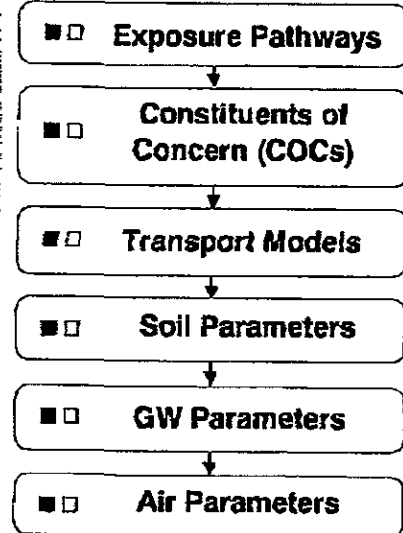 Exposure Pathways
Constituents of
Concern (COCs)
Transport Models
Soil Parameters
GW Parameters
Air Parameters